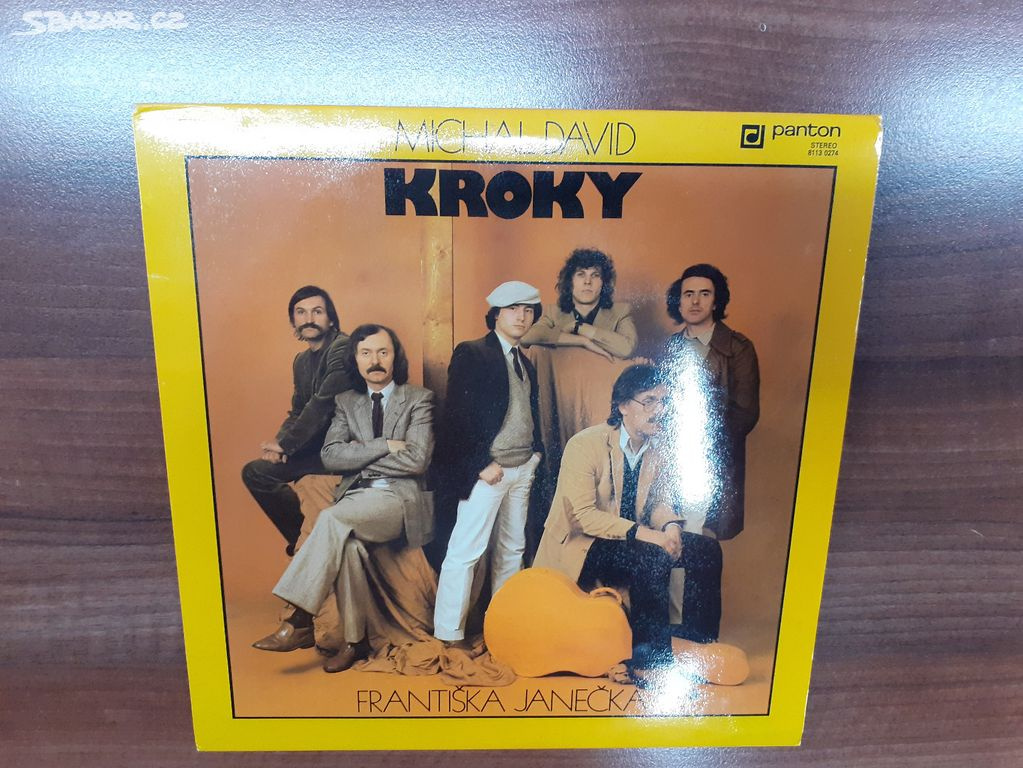 SBAZAR.CZ
MICHAL DAVID
panton
STEREO
8113 0274
KROKY
FRANTIŠKA JANEČKA